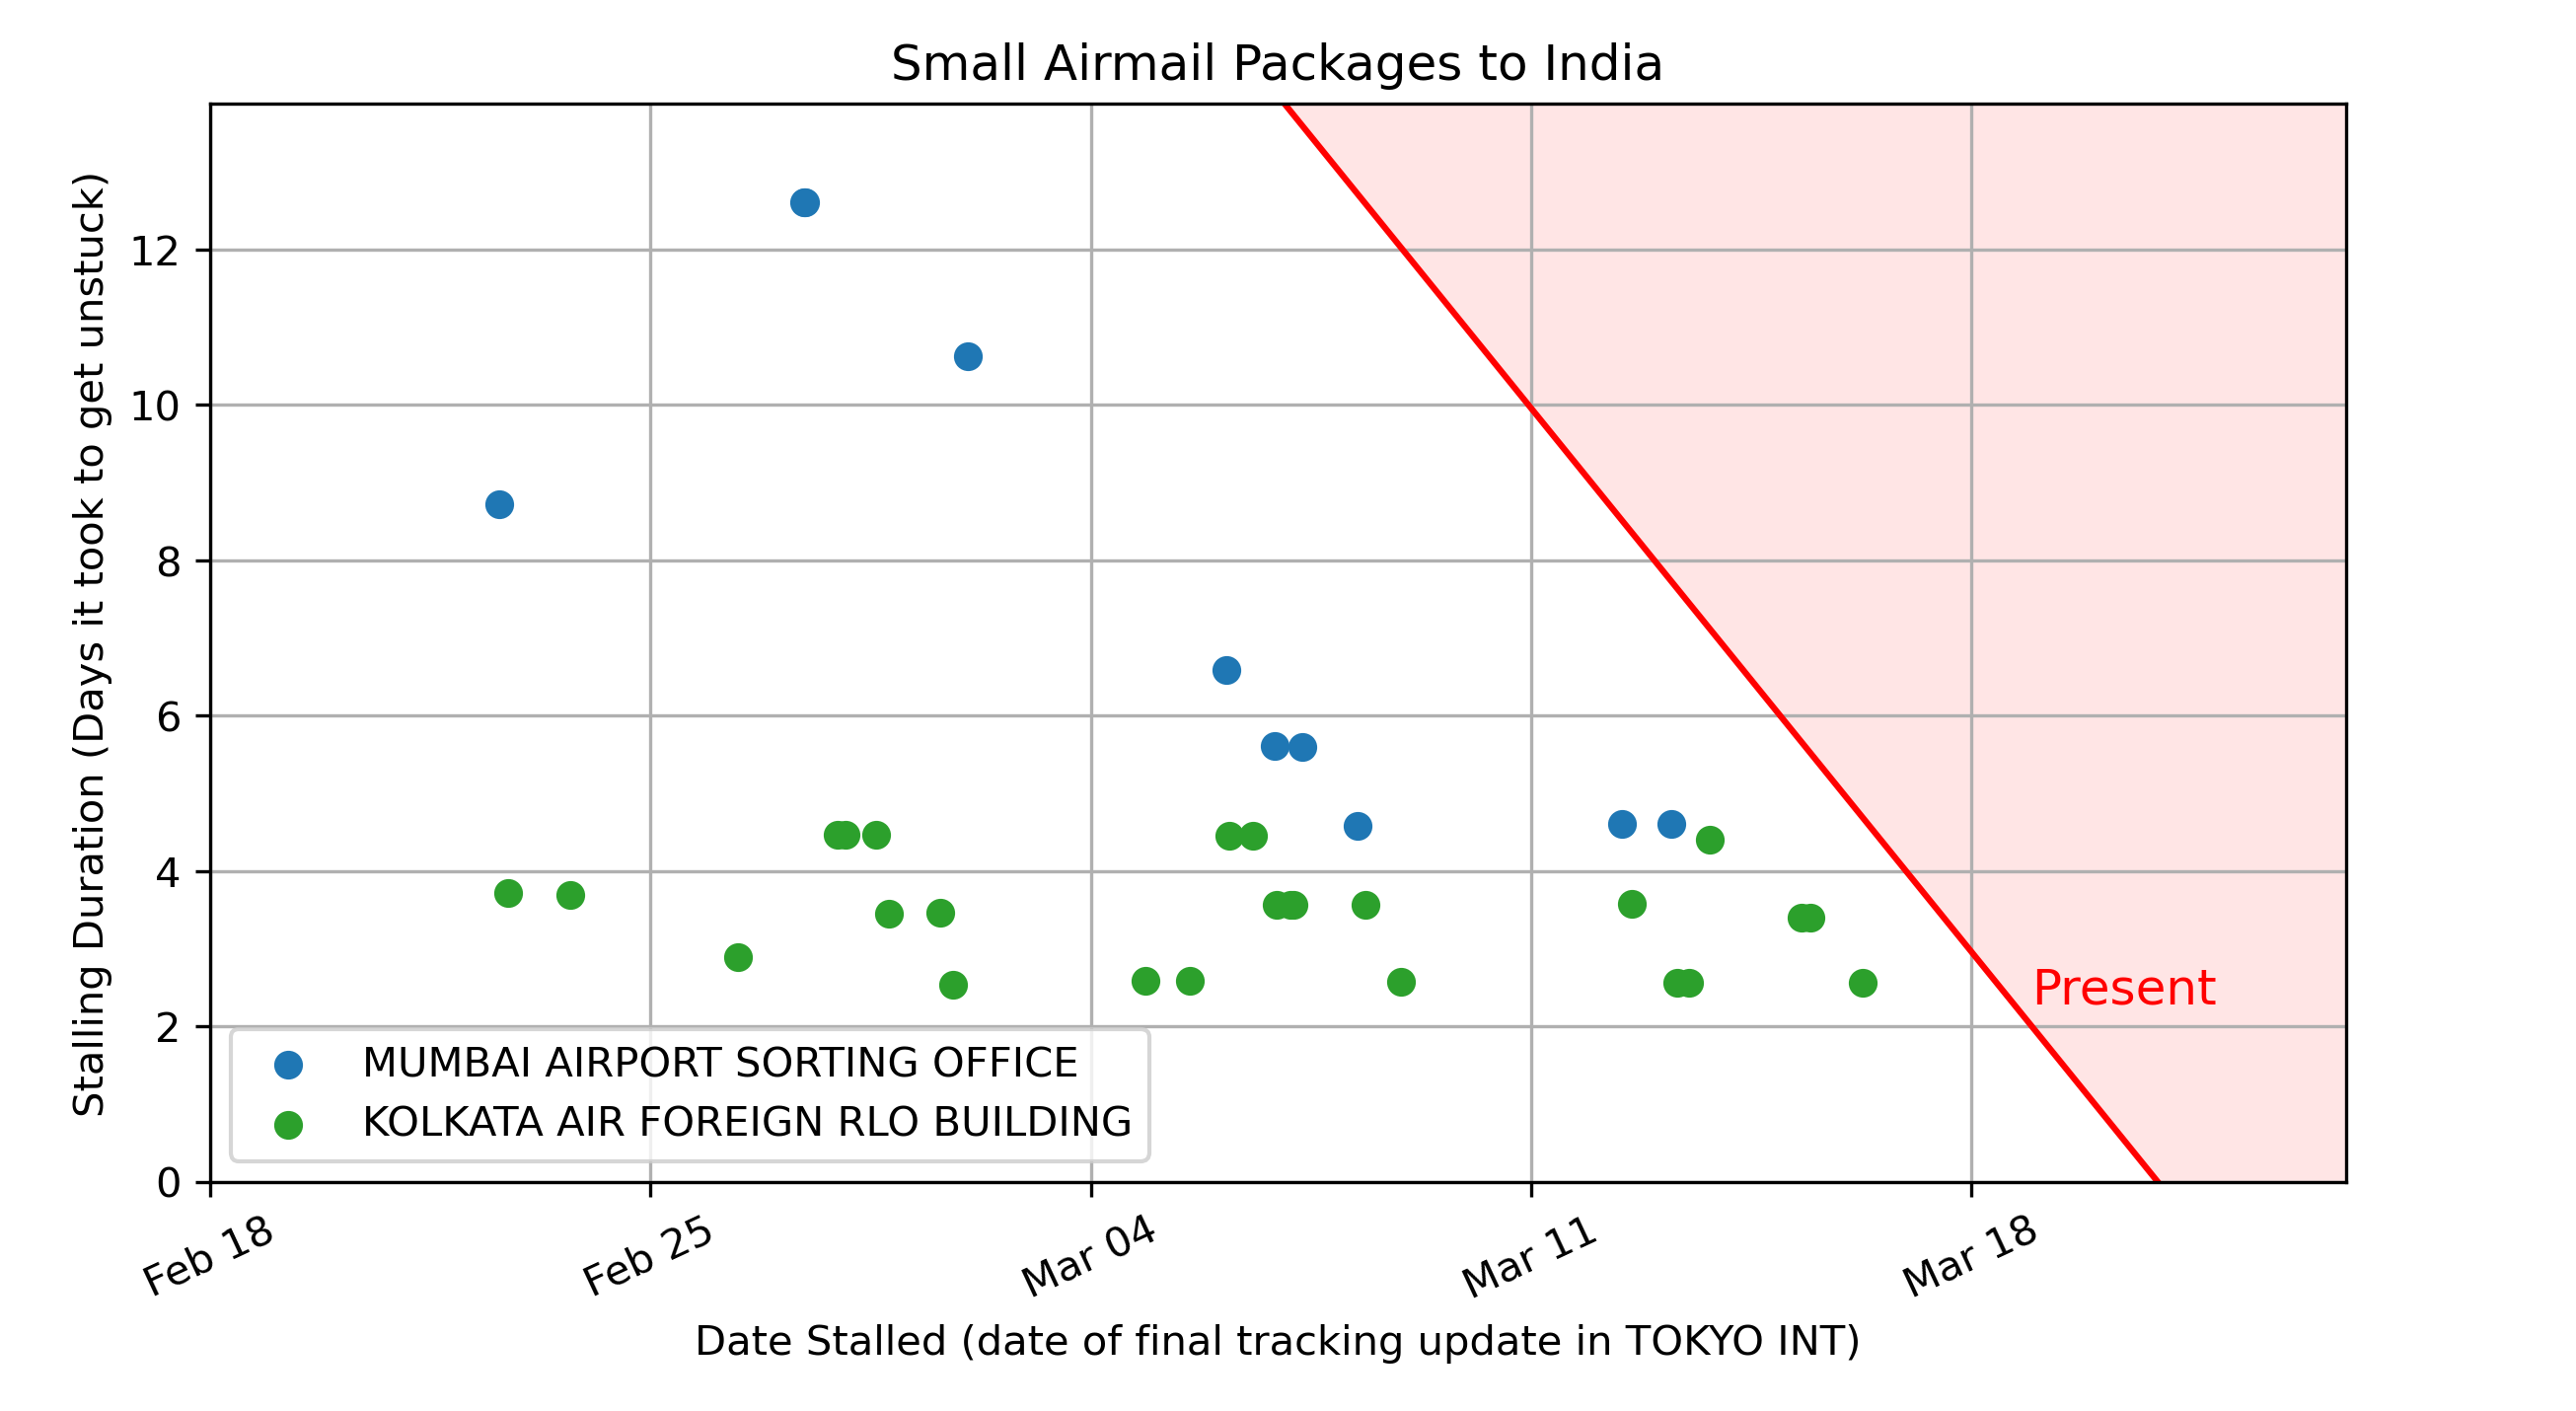 Small Airmail Packages to India
Stalling Duration (Days it took to get unstuck)
12
10
8
6
4
2
0
Present
MUMBAI AIRPORT SORTING OFFICE
KOLKATA AIR FOREIGN RLO BUILDING
Feb 18
Feb 25
Mar 04
Mar 11
Mar 18
Date Stalled (date of final tracking update in TOKYO INT)